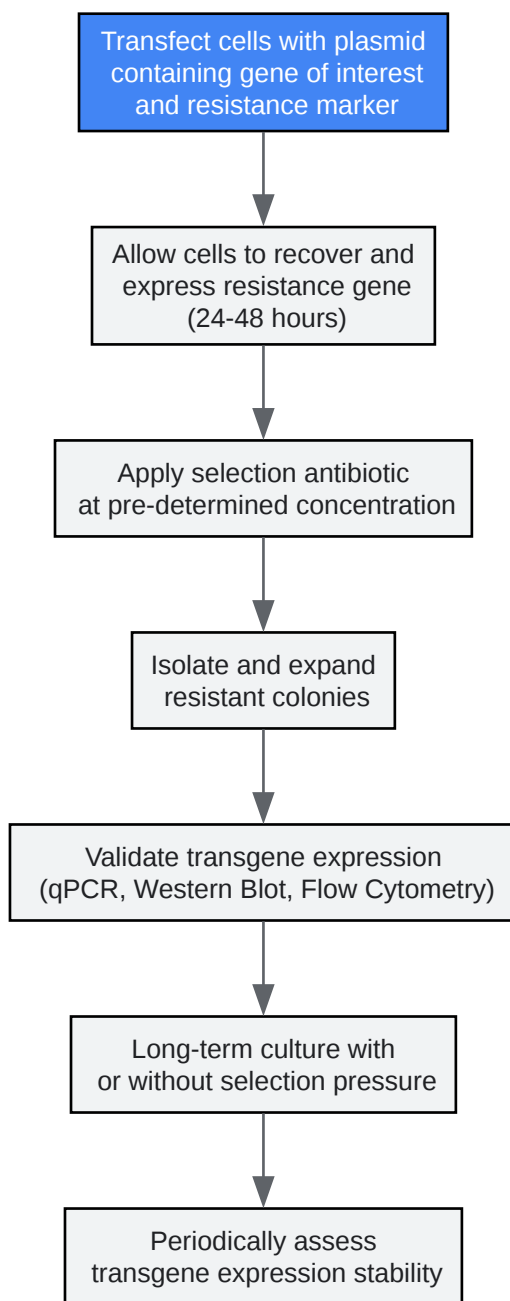 Transfect cells with plasmid
containing gene of interest
and resistance marker
Allow cells to recover and
express resistance gene
(24-48 hours)
Apply selection antibiotic
at pre-determined concentration
Isolate and expand
resistant colonies
Validate transgene expression
(qPCR, Western Blot, Flow Cytometry)
Long-term culture with
or without selection pressure
Periodically assess
transgene expression stability